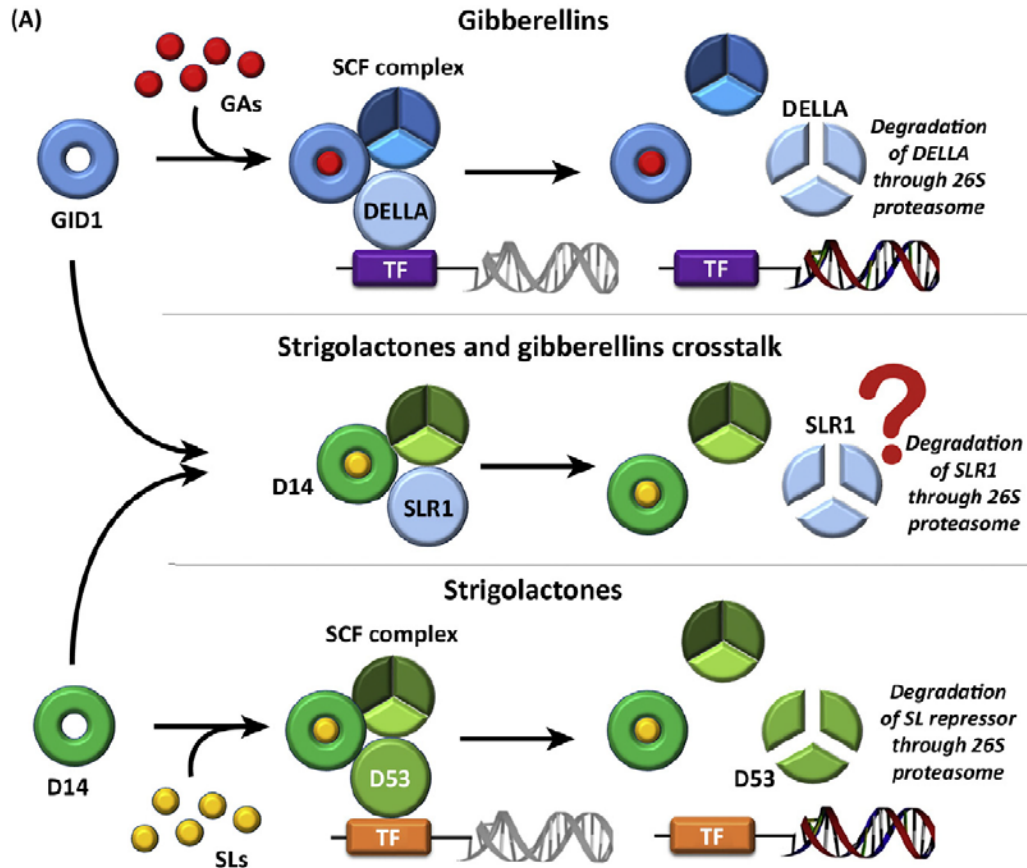 (A)
Gibberellins
SCF complex
GAs
GID1
DELLA
TF
DELLA
Degradation
of DELLA
through 26S
proteasome
TF
Strigolactones and gibberellins crosstalk
D14
SLR1
SLR1
?
Degradation
of SLR1
through 26S
proteasome
Strigolactones
SCF complex
D14
SLs
D53
TF
D53
Degradation
of SL repressor
through 26S
proteasome
TF